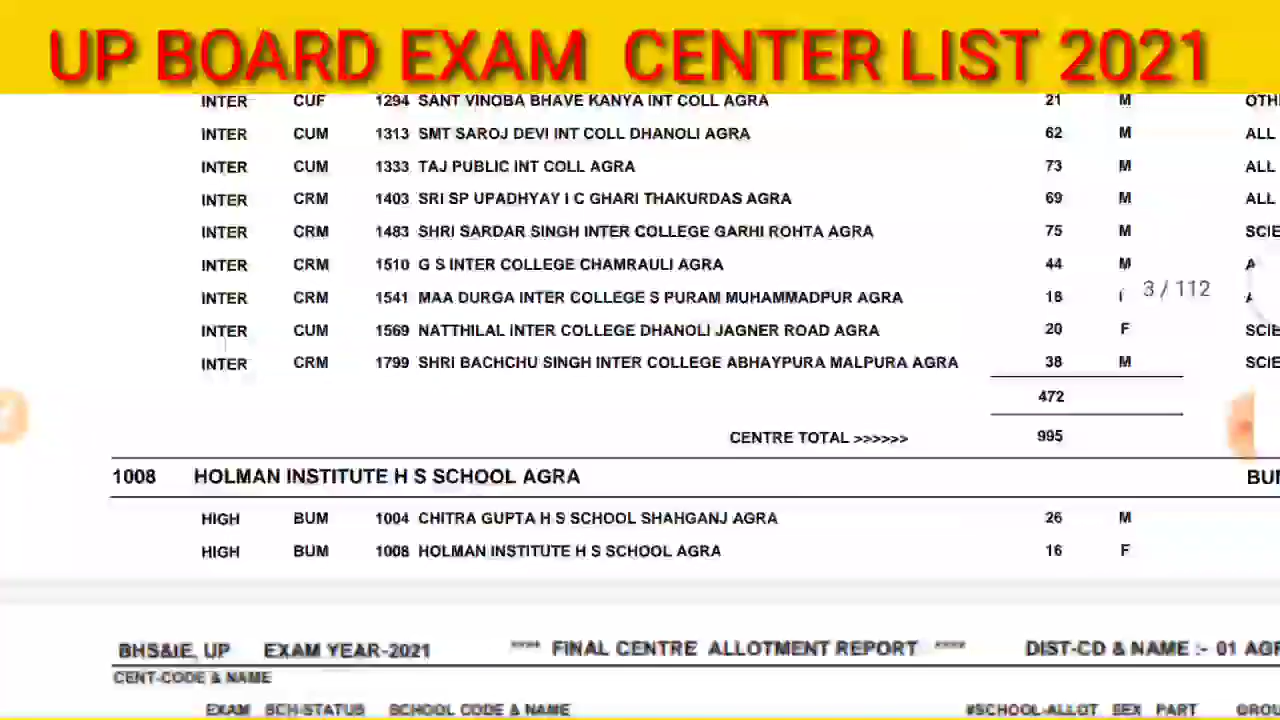 UP BOARD EXAM CENTER LIST 2021
INTER CUF 1294 SANT VINOBA BHAVE KANYA INT COLL AGRA 21 M OTH
INTER CUM 1313 SMT SAROJ DEVI INT COLL DHANOLI AGRA 62 M ALL
INTER CUM 1333 TAJ PUBLIC INT COLL AGRA 73 M ALL
INTER CRM 1403 SRI SP UPADHYAY I C GHARI THAKURDAS AGRA 69 M ALL
INTER CRM 1483 SHRI SARDAR SINGH INTER COLLEGE GARHI ROHTA AGRA 75 M SCIE
INTER CRM 1510 G S INTER COLLEGE CHAMRAULI AGRA 44 M
INTER CRM 1541 MAA DURGA INTER COLLEGE S PURAM MUHAMMADPUR AGRA 18 3 / 112
INTER CUM 1569 NATTHILAL INTER COLLEGE DHANOLI JAGNER ROAD AGRA 20 F SCIE
INTER CRM 1799 SHRI BACHCHU SINGH INTER COLLEGE ABHAYPURA MALPURA AGRA 38 M SCIE
472
CENTRE TOTAL >>>>>> 995
1008 HOLMAN INSTITUTE H S SCHOOL AGRA BUM
HIGH BUM 1004 CHITRA GUPTA H S SCHOOL SHAHGANJ AGRA 26 M
HIGH BUM 1008 HOLMAN INSTITUTE H S SCHOOL AGRA 16 F
BHS&IE, UP EXAM YEAR-2021 **** FINAL CENTRE ALLOTMENT REPORT **** DIST-CD & NAME :- 01 AGR
CENT-CODE & NAME
EXAM SCH-STATUS SCHOOL CODE & NAME #SCHOOL-ALLOT SEX PART GROU